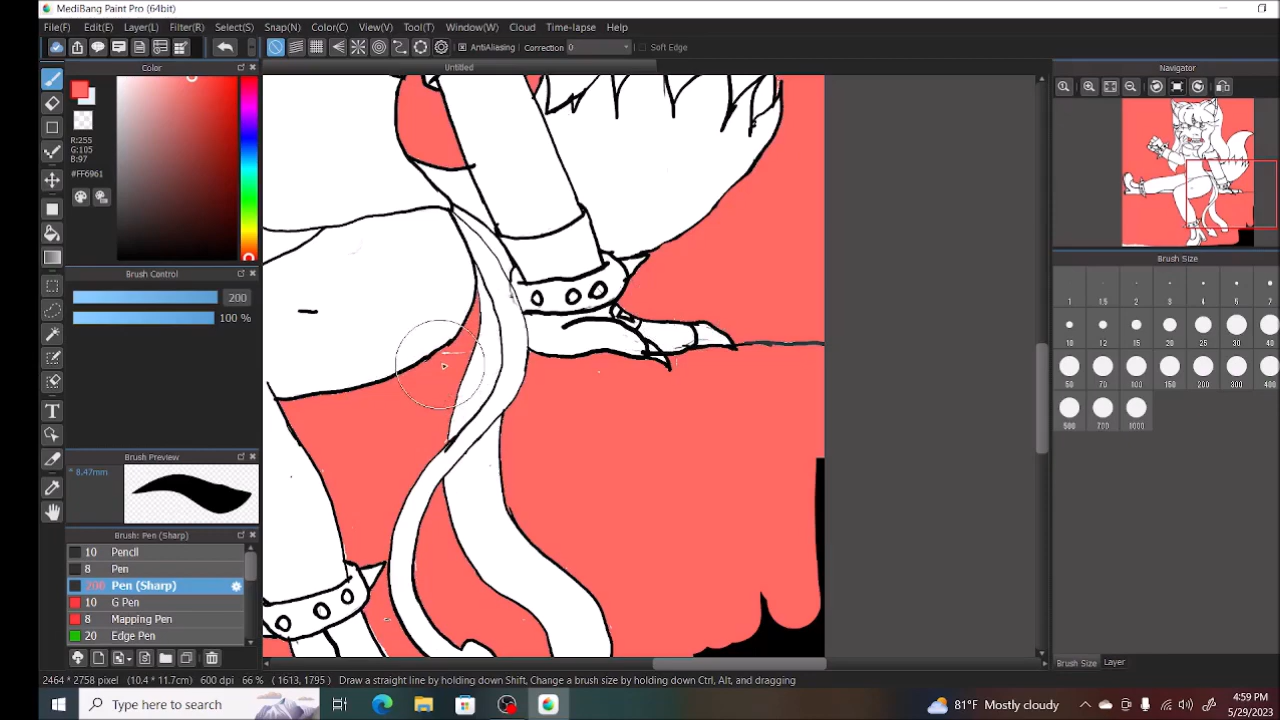 MediBang Paint Pro (64bit)
File(F) Edit(E) Layer(L) Filter(R) Select(S) Snap(N) Color(C) View(V) Tool(T) Window(W) Cloud Time-lapse Help
AntiAliasing Correction 0 Soft Edge
Color
Untitled
Navigator
R:255
G:105
B:97
#FF6961
Brush Control
200
100 %
Brush Size
1 1.5 2 3 4 5 7
10 12 15 20 25 30 40
50 70 100 150 200 300 400
500 700 1000
Brush Preview
* 8.47mm
Brush: Pen (Sharp)
10 Pencil
8 Pen
200 Pen (Sharp)
10 G Pen
8 Mapping Pen
20 Edge Pen
Brush Size Layer
2464 * 2758 pixel (10.4 * 11.7cm) 600 dpi 66 % ( 1613, 1795) Draw a straight line by holding down Shift, Change a brush size by holding down Ctrl, Alt, and dragging
Type here to search
81°F Mostly cloudy
4:59 PM
5/29/2023